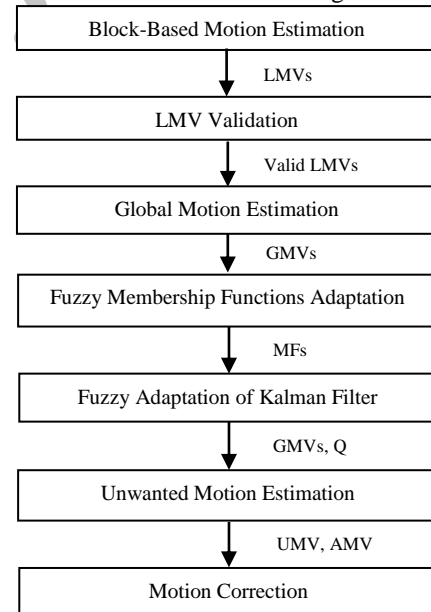 Block-Based Motion Estimation
LMVs
LMV Validation
Valid LMVs
Global Motion Estimation
GMVs
Fuzzy Membership Functions Adaptation
MFs
Fuzzy Adaptation of Kalman Filter
GMVs, Q
Unwanted Motion Estimation
UMV, AMV
Motion Correction